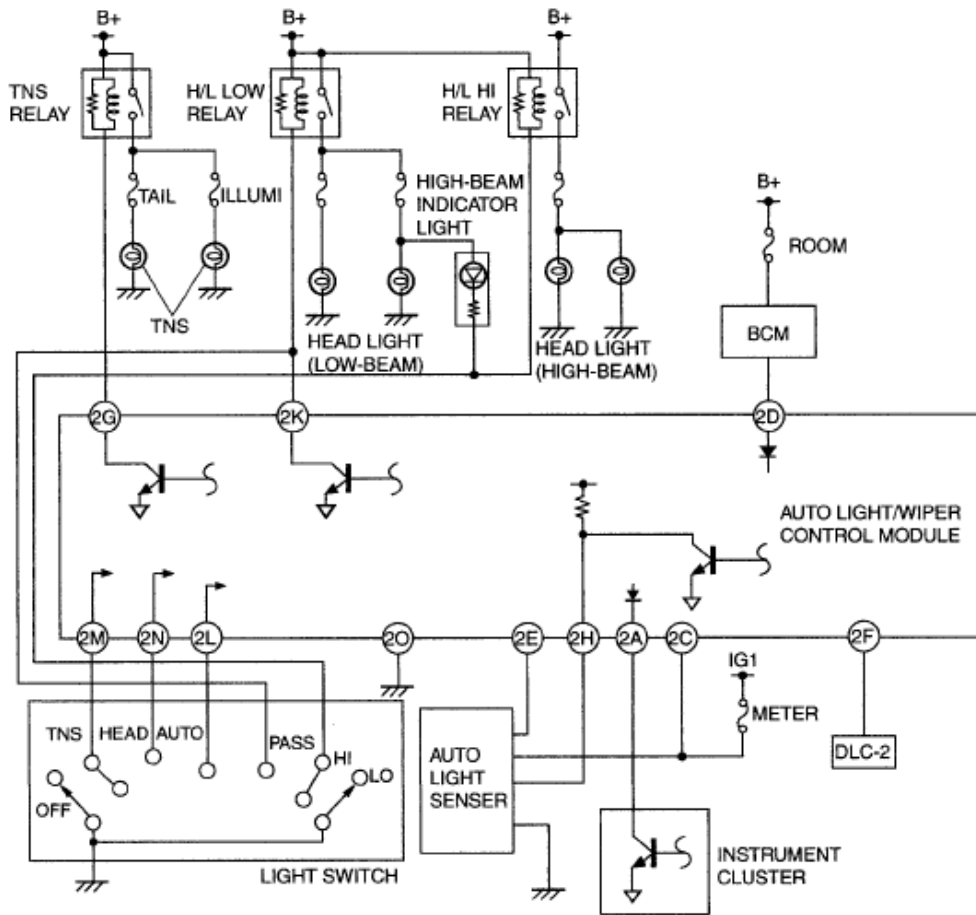 B+
B+
B+
TNS
RELAY
H/L LOW
RELAY
H/L HI
RELAY
TAIL
ILLUMI
HIGH-BEAM
INDICATOR
LIGHT
B+
ROOM
TNS
HEAD LIGHT
(LOW-BEAM)
HEAD LIGHT
(HIGH-BEAM)
BCM
2G
2K
2D
AUTO LIGHT/WIPER
CONTROL MODULE
2M
2N
2L
2O
2E
2H
2A
2C
2F
IG1
METER
TNS
HEAD
AUTO
PASS
HI
LO
OFF
AUTO
LIGHT
SENSER
DLC-2
LIGHT SWITCH
INSTRUMENT
CLUSTER